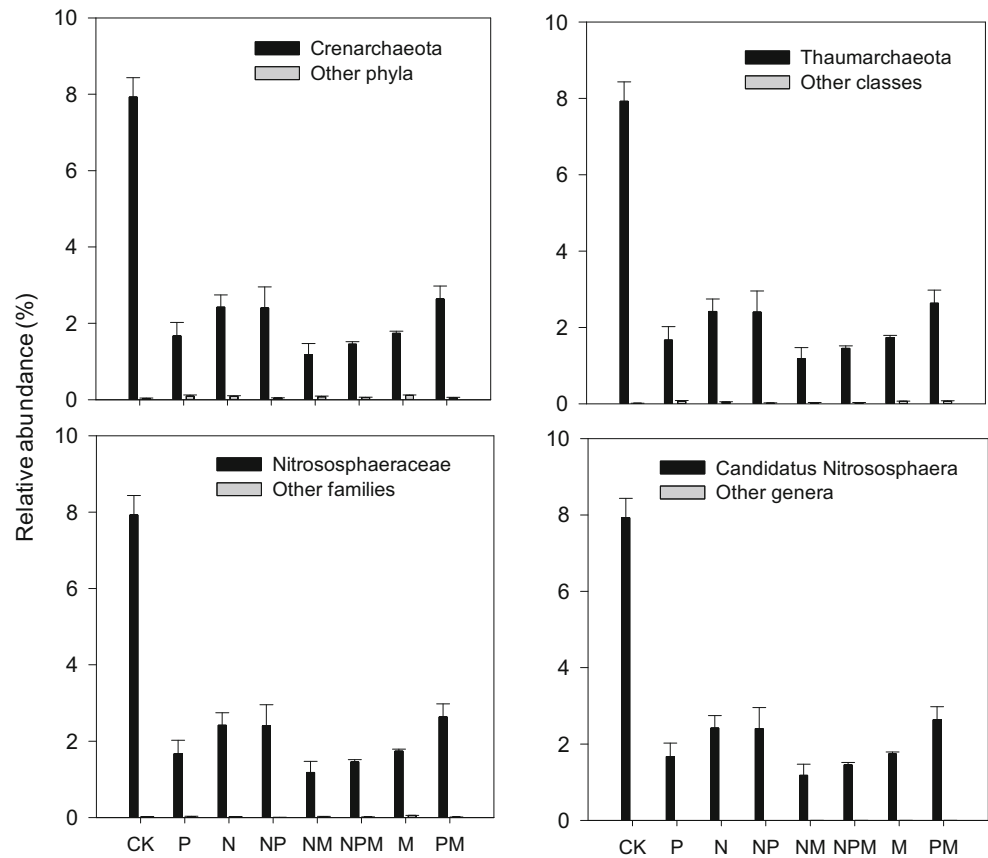 Relative abundance (%)
10
8
6
4
2
0
Crenarchaeota
Other phyla
10
8
6
4
2
0
Thaumarchaeota
Other classes
10
8
6
4
2
0
Nitrososphaeraceae
Other families
CK P N NP NM NPM M PM
10
8
6
4
2
0
Candidatus Nitrososphaera
Other genera
CK P N NP NM NPM M PM